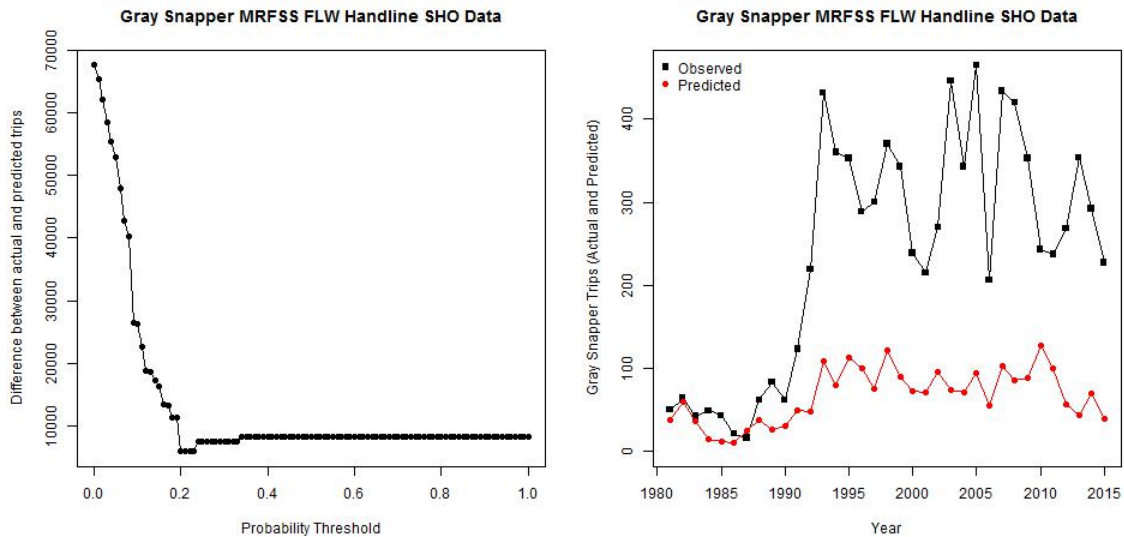 Gray Snapper MRFSS FLW Handline SHO Data
Difference between actual and predicted trips
70000
60000
50000
40000
30000
20000
10000
0.0 0.2 0.4 0.6 0.8 1.0
Probability Threshold
Gray Snapper MRFSS FLW Handline SHO Data
Observed
Predicted
Gray Snapper Trips (Actual and Predicted)
400
300
200
100
0
1980 1985 1990 1995 2000 2005 2010 2015
Year